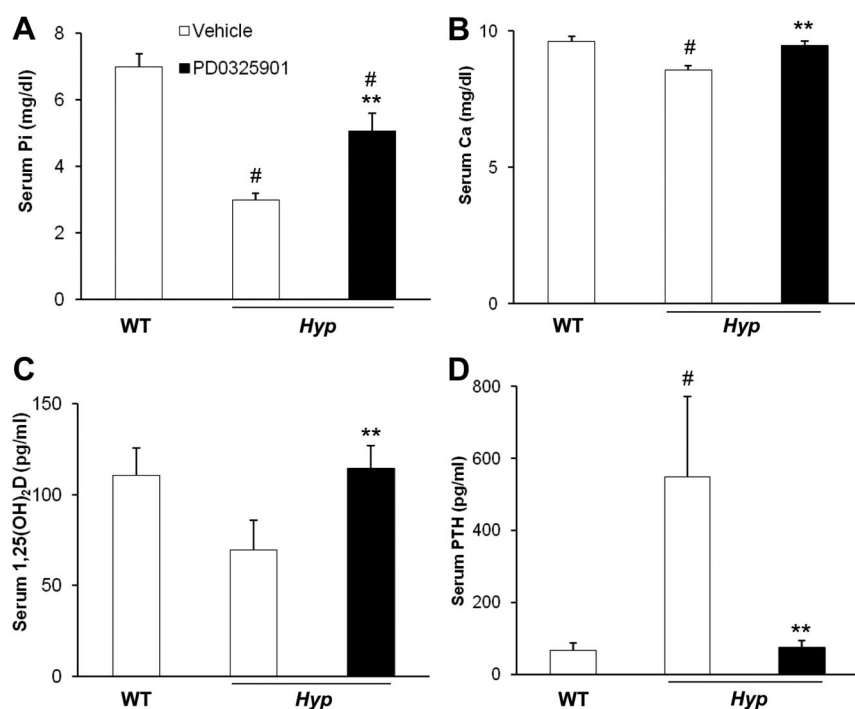 A
Serum Pi (mg/dl)
8
6
4
2
0
Vehicle
PD0325901
#
#
**
WT
Hyp
B
Serum Ca (mg/dl)
10
5
0
#
**
WT
Hyp
C
Serum 1,25(OH)₂D (pg/ml)
150
100
50
0
**
WT
Hyp
D
Serum PTH (pg/ml)
800
600
400
200
0
#
**
WT
Hyp